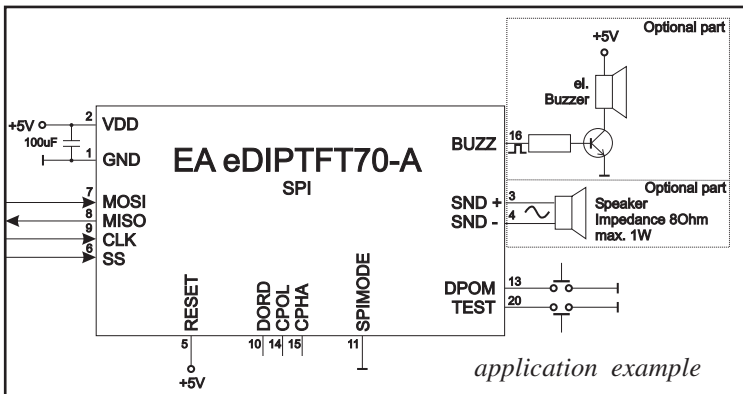 Optional part
+5V
el.
Buzzer
2
VDD
+5V
100uF
1
GND
EA eDIPTFT70-A
SPI
BUZZ
16
7
MOSI
8
MISO
9
CLK
6
SS
Optional part
SND +
3
SND -
4
Speaker
Impedance 8Ohm
max. 1W
DPOM
13
TEST
20
RESET
DORD
CPOL
CPHA
SPIMODE
5
10
14
15
11
+5V
application example